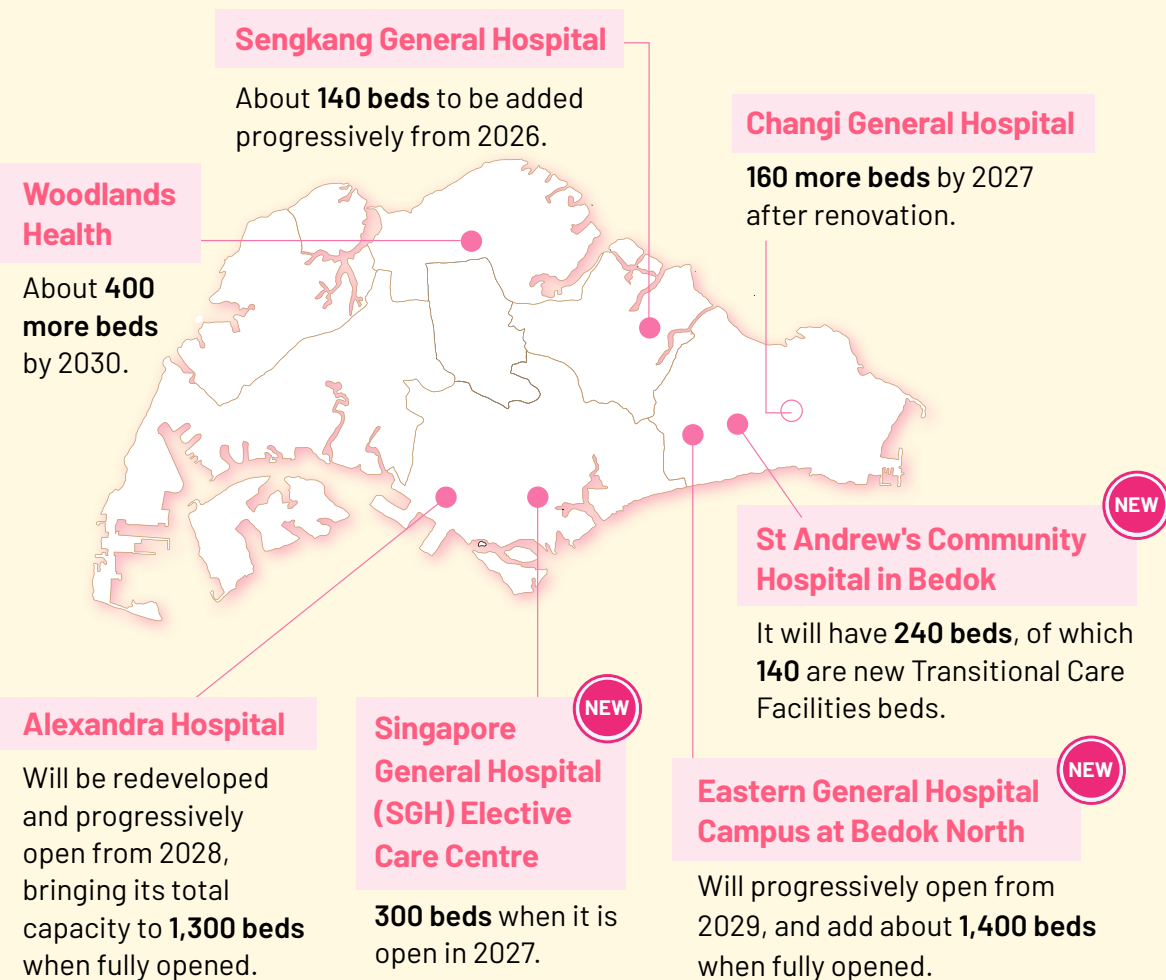 Sengkang General Hospital
About 140 beds to be added
progressively from 2026.
Changi General Hospital
160 more beds by 2027
after renovation.
Woodlands
Health
About 400
more beds
by 2030.
NEW
St Andrew's Community
Hospital in Bedok
It will have 240 beds, of which
140 are new Transitional Care
Facilities beds.
Alexandra Hospital
Will be redeveloped
and progressively
open from 2028,
bringing its total
capacity to 1,300 beds
when fully opened.
NEW
Singapore
General Hospital
(SGH) Elective
Care Centre
300 beds when it is
open in 2027.
NEW
Eastern General Hospital
Campus at Bedok North
Will progressively open from
2029, and add about 1,400 beds
when fully opened.